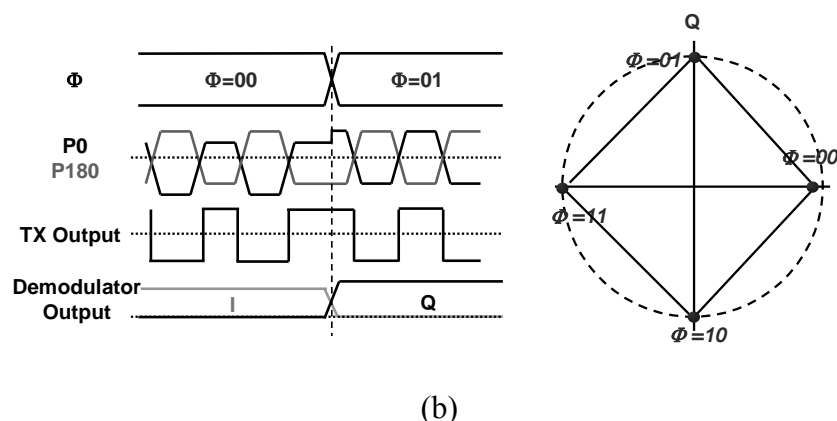 Φ
Φ=00
Φ=01
P0
P180
TX Output
Demodulator
Output
I
Q
Q
Φ=01
Φ=00
Φ=11
Φ=10
(b)